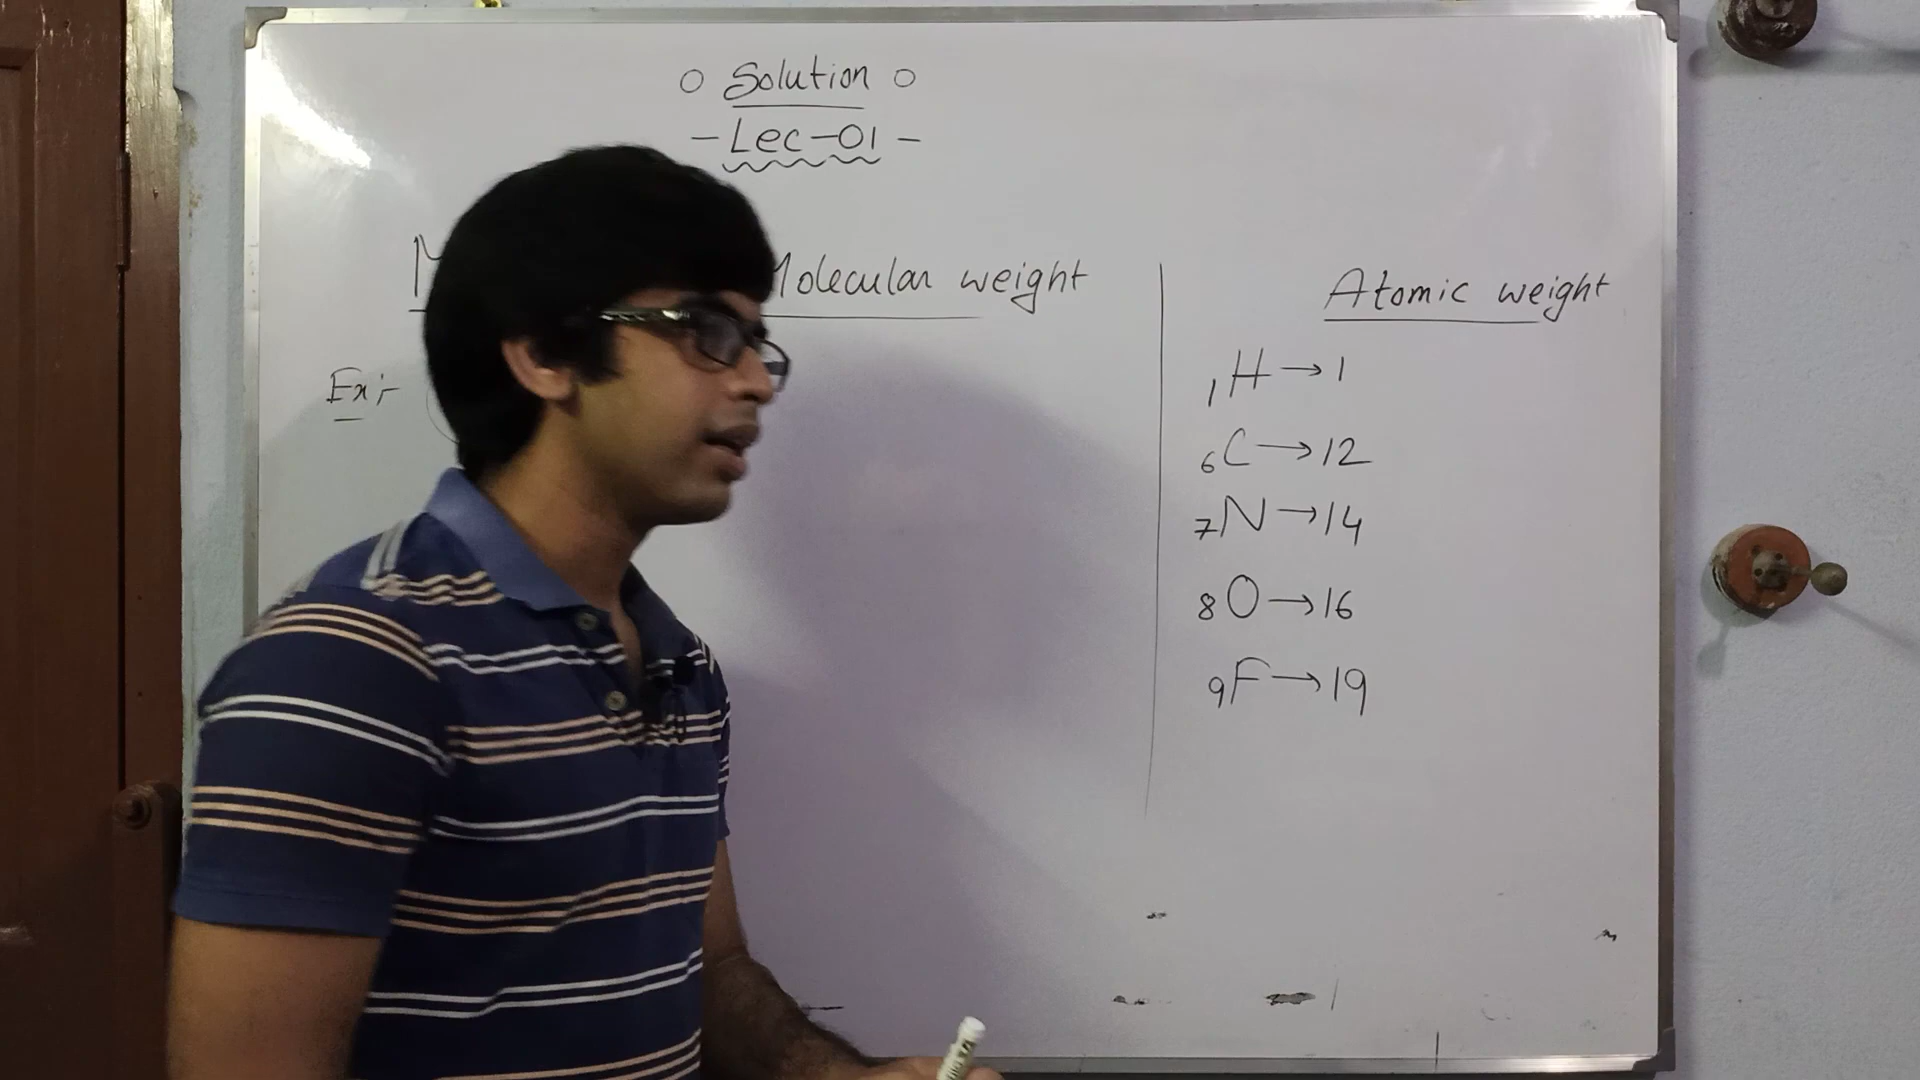 Solution
- Lec-01 -
Molecular weight
Ex:-
Atomic weight
1H → 1
6C → 12
7N → 14
8O → 16
9F → 19